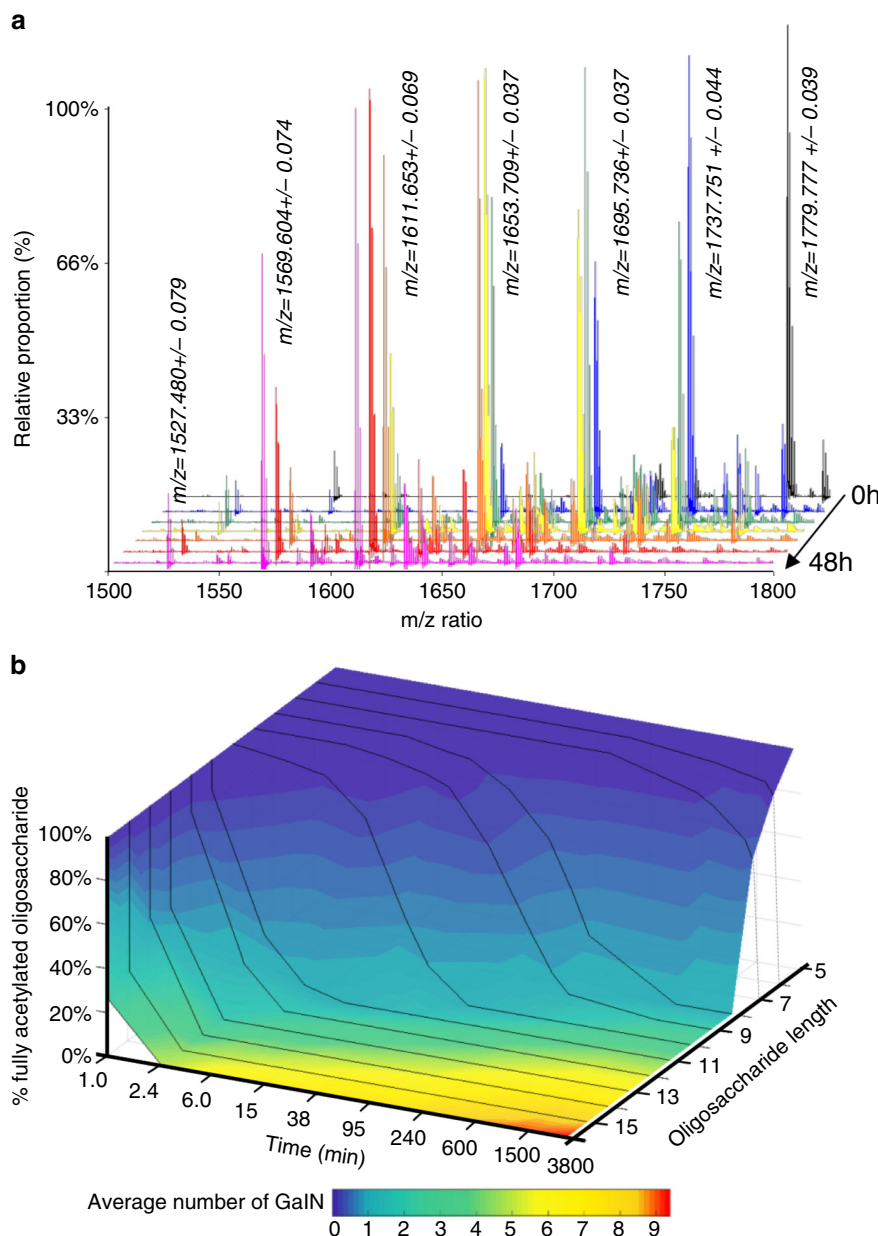 a
m/z=1527.480+/– 0.079
m/z=1569.604+/– 0.074
m/z=1611.653+/– 0.069
m/z=1653.709+/– 0.037
m/z=1695.736+/– 0.037
m/z=1737.751 +/– 0.044
m/z=1779.777 +/– 0.039
Relative proportion (%)
100%
66%
33%
0h
48h
1500 1550 1600 1650 1700 1750 1800
m/z ratio
b
% fully acetylated oligosaccharide
100%
80%
60%
40%
20%
0%
1.0 2.4 6.0 15 38 95 240 600 1500 3800
Time (min)
5 7 9 11 13 15
Oligosaccharide length
Average number of GalN
0 1 2 3 4 5 6 7 8 9